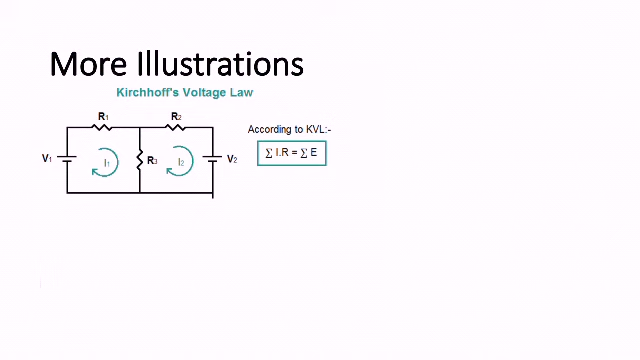 More Illustrations
Kirchhoff's Voltage Law
R1 R2
According to KVL:-
V1 I1 R3 I2 V2
∑ I.R = ∑ E